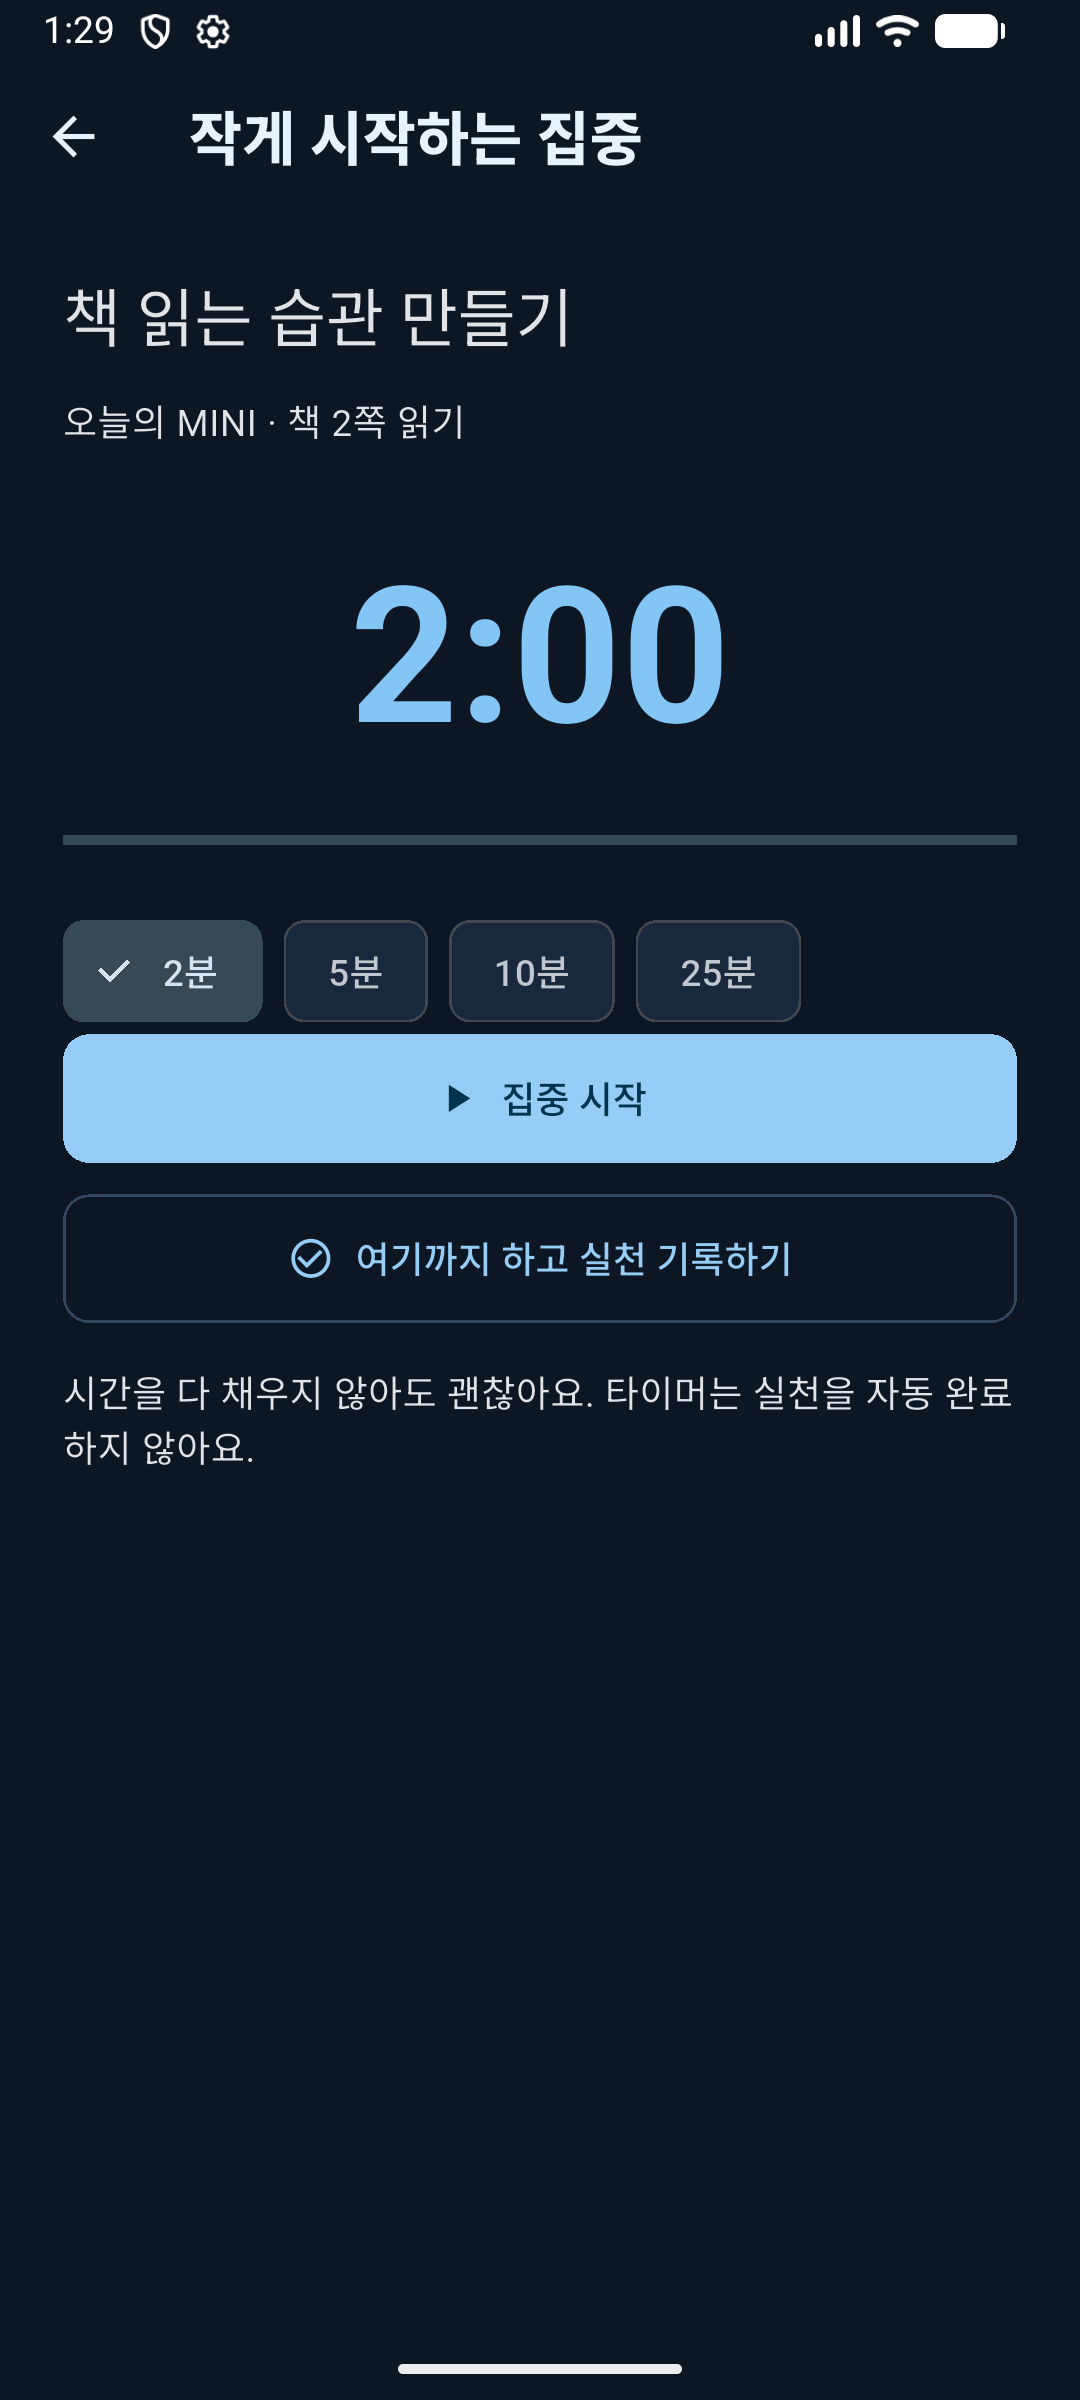 1:29
작게 시작하는 집중
책 읽는 습관 만들기
오늘의 MINI · 책 2쪽 읽기
2:00
2분 5분 10분 25분
집중 시작
여기까지 하고 실천 기록하기
시간을 다 채우지 않아도 괜찮아요. 타이머는 실천을 자동 완료
하지 않아요.